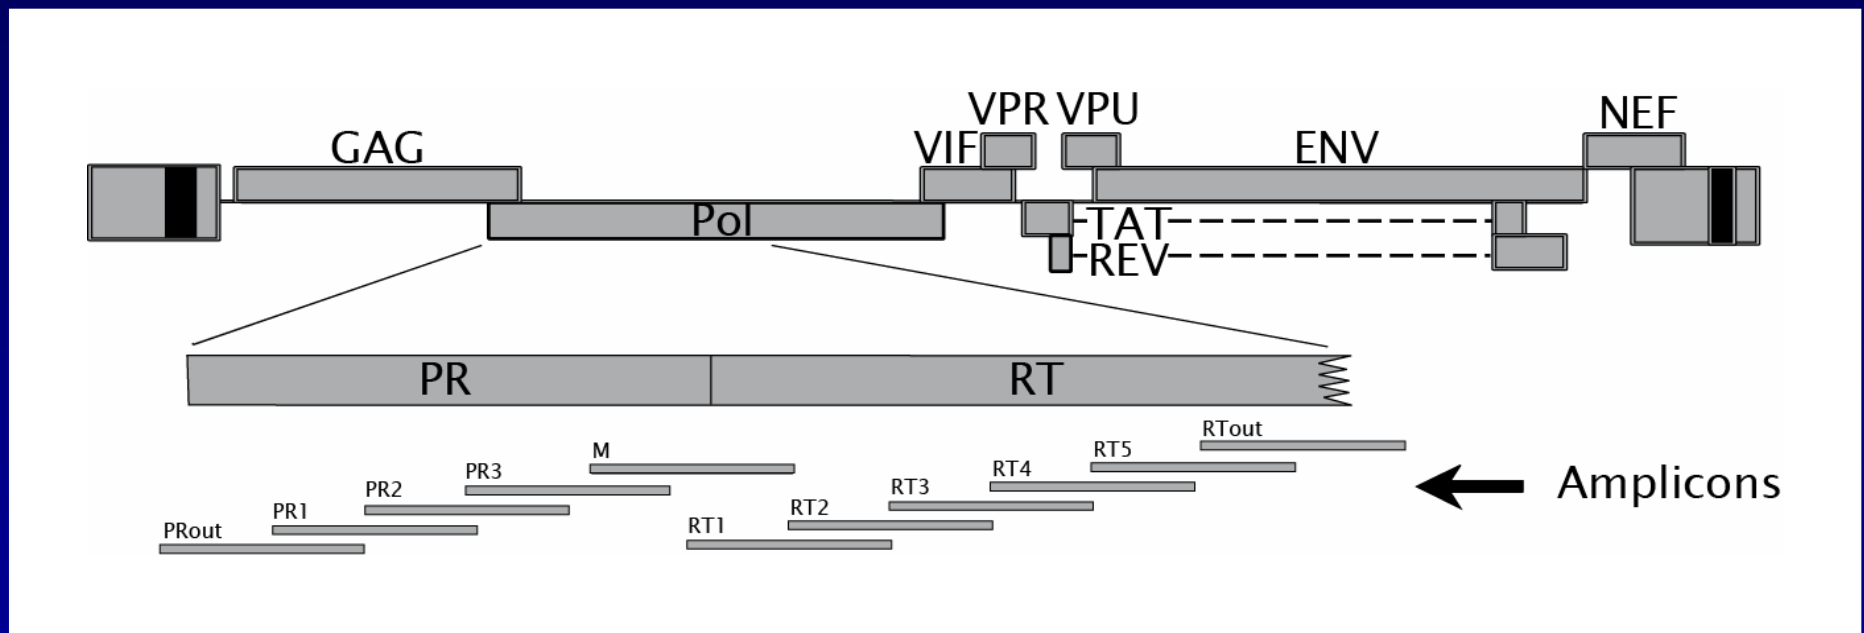 VPR VPU
NEF
GAG
VIF
ENV
Pol
TAT
REV
PR
RT
RTout
M
RT5
PR3
RT4
Amplicons
PR2
RT3
PR1
RT2
PRout
RT1